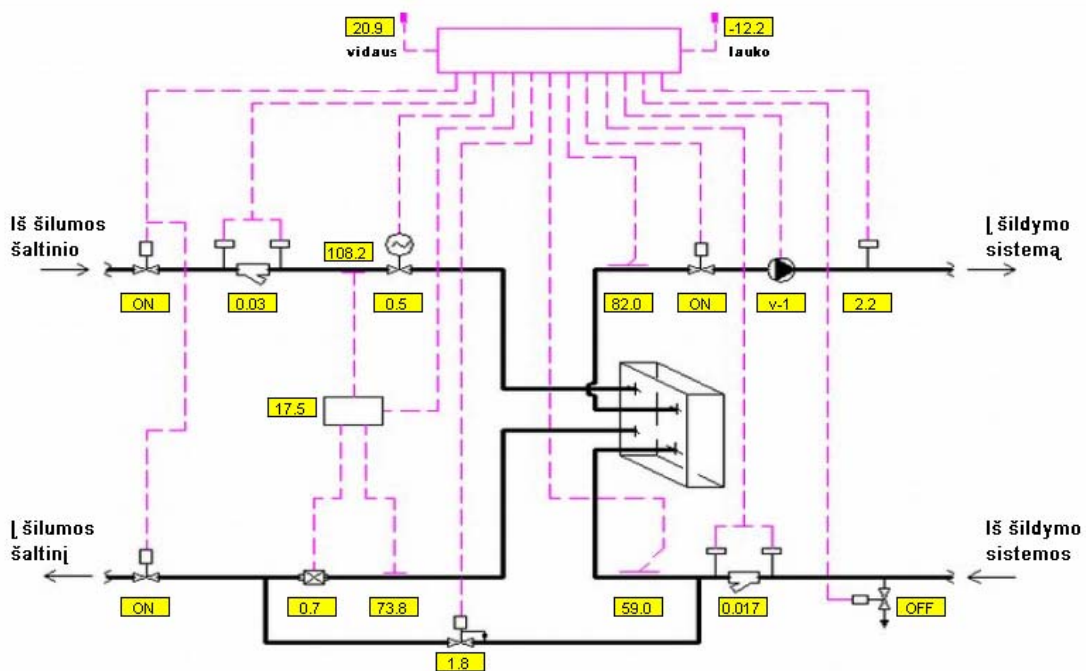 20.9
-12.2
vidaus
lauko
Iš šilumos
šaltinio
Į šildymo
sistemą
108.2
ON
0.03
0.5
82.0
ON
v-1
2.2
17.5
Į šilumos
šaltinį
Iš šildymo
sistemos
ON
0.7
73.8
59.0
0.017
OFF
1.8